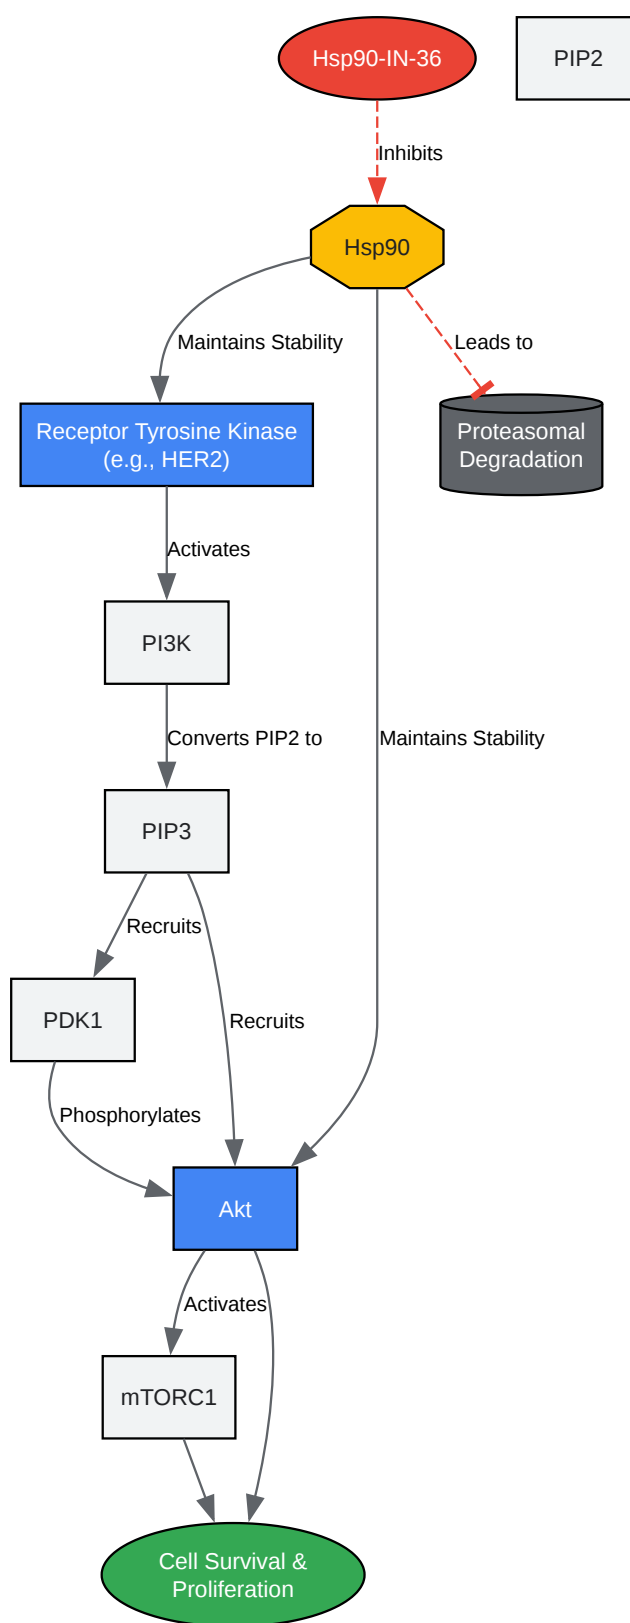 Hsp90-IN-36
PIP2
Inhibits
Hsp90
Maintains Stability
Leads to
Receptor Tyrosine Kinase
(e.g., HER2)
Proteasomal
Degradation
Activates
PI3K
Converts PIP2 to
Maintains Stability
PIP3
Recruits
PDK1
Recruits
Phosphorylates
Akt
Activates
mTORC1
Cell Survival &
Proliferation